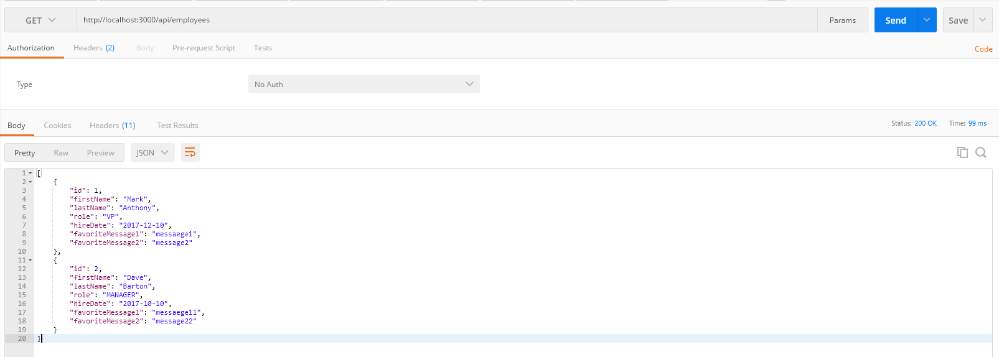 GET http://localhost:3000/api/employees Params Send Save
Authorization Headers (2) Body Pre-request Script Tests Code
Type No Auth
Body Cookies Headers (11) Test Results Status: 200 OK Time: 99 ms
Pretty Raw Preview JSON
1 [
2 {
3 "id": 1,
4 "firstName": "Mark",
5 "lastName": "Anthony",
6 "role": "VP",
7 "hireDate": "2017-12-10",
8 "favoriteMessage1": "messaege1",
9 "favoriteMessage2": "message2"
10 },
11 {
12 "id": 2,
13 "firstName": "Dave",
14 "lastName": "Barton",
15 "role": "MANAGER",
16 "hireDate": "2017-10-10",
17 "favoriteMessage1": "messaege11",
18 "favoriteMessage2": "message22"
19 }
20 ]